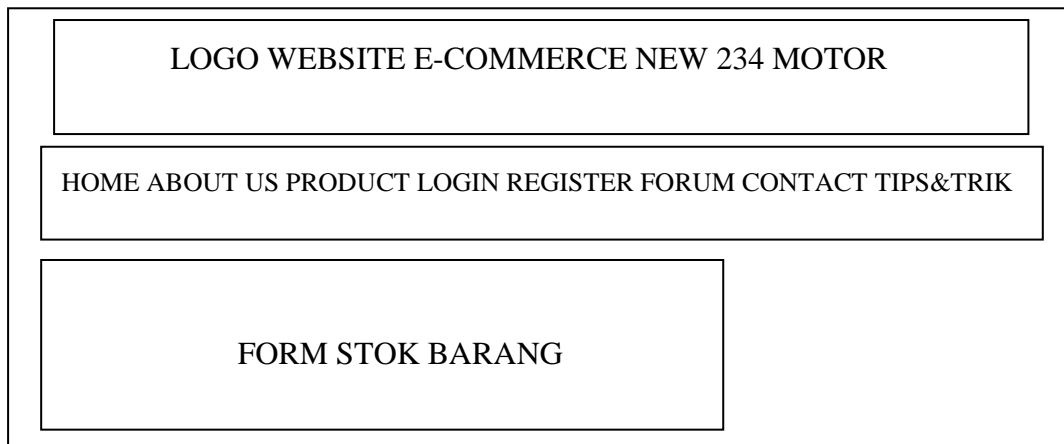 LOGO WEBSITE E-COMMERCE NEW 234 MOTOR
HOME ABOUT US PRODUCT LOGIN REGISTER FORUM CONTACT TIPS&TRIK
FORM STOK BARANG